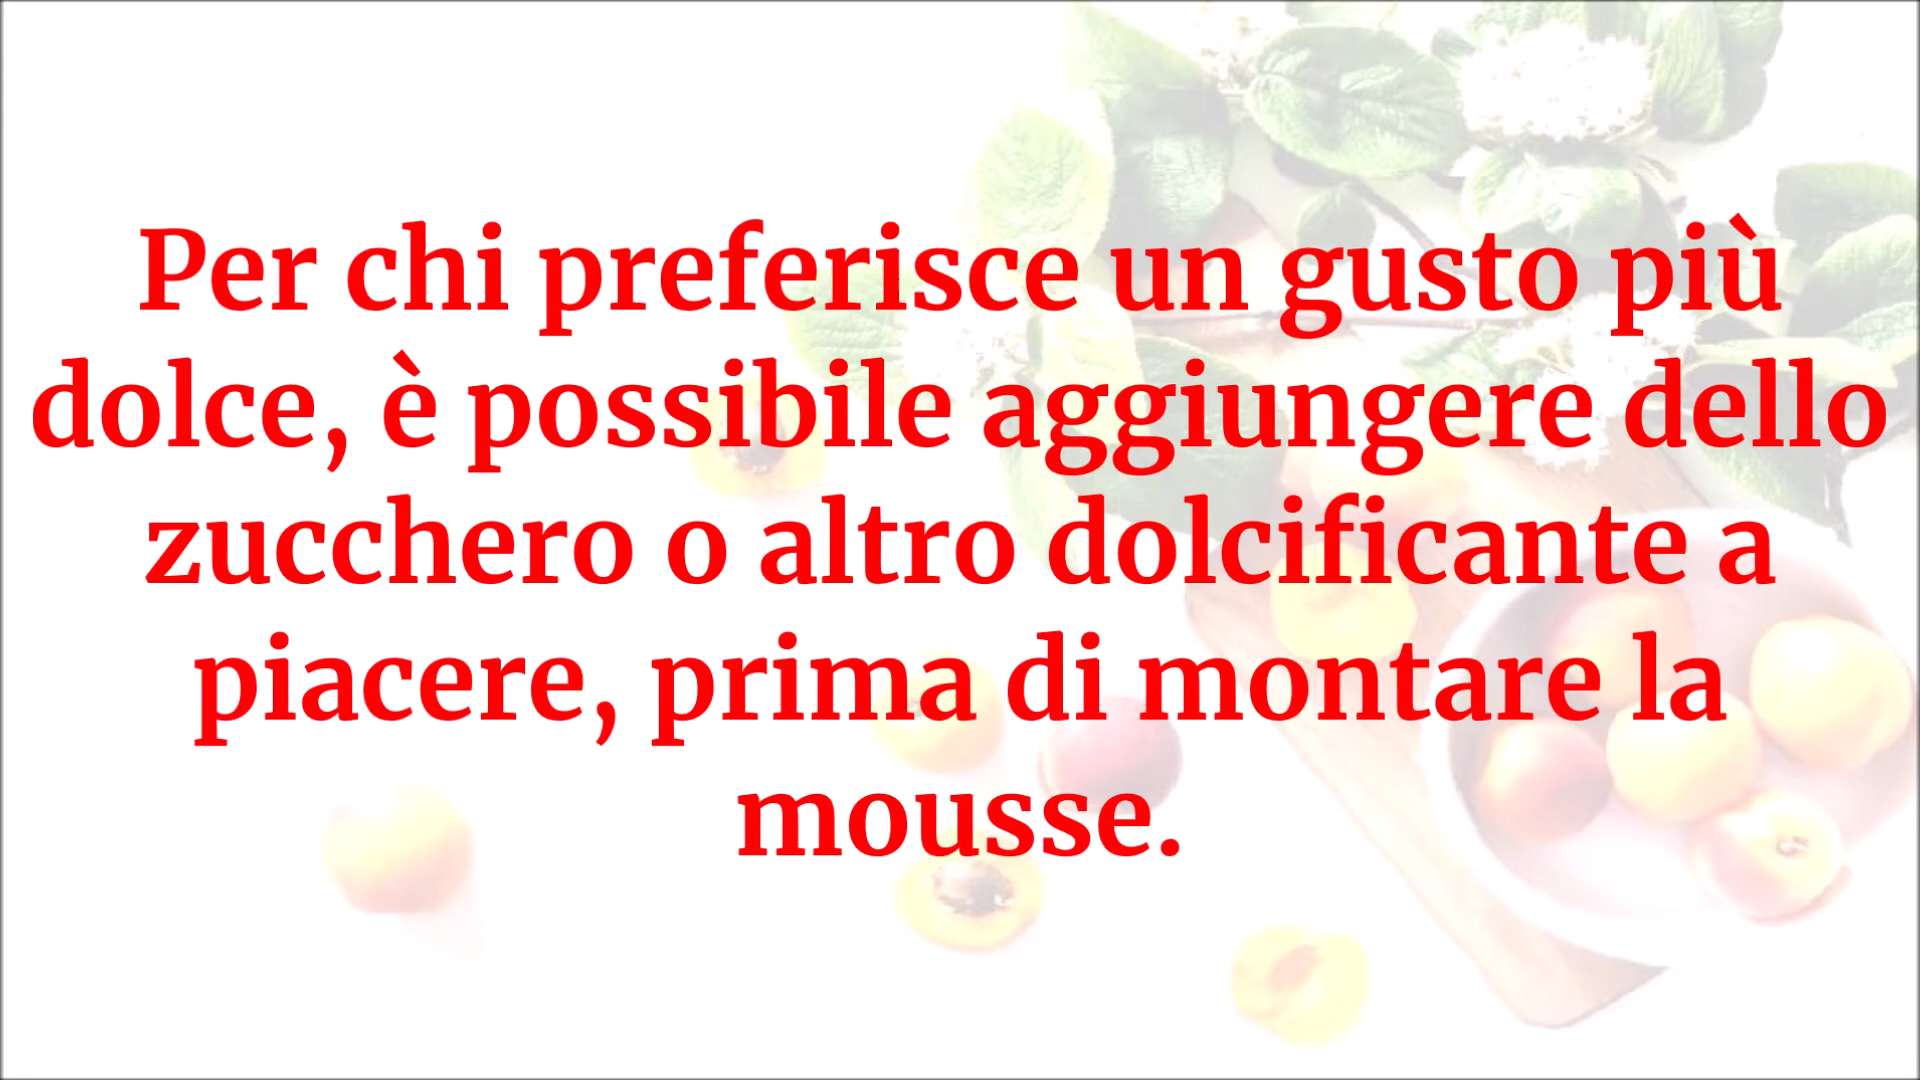 Per chi preferisce un gusto più
dolce, è possibile aggiungere dello
zucchero o altro dolcificante a
piacere, prima di montare la
mousse.